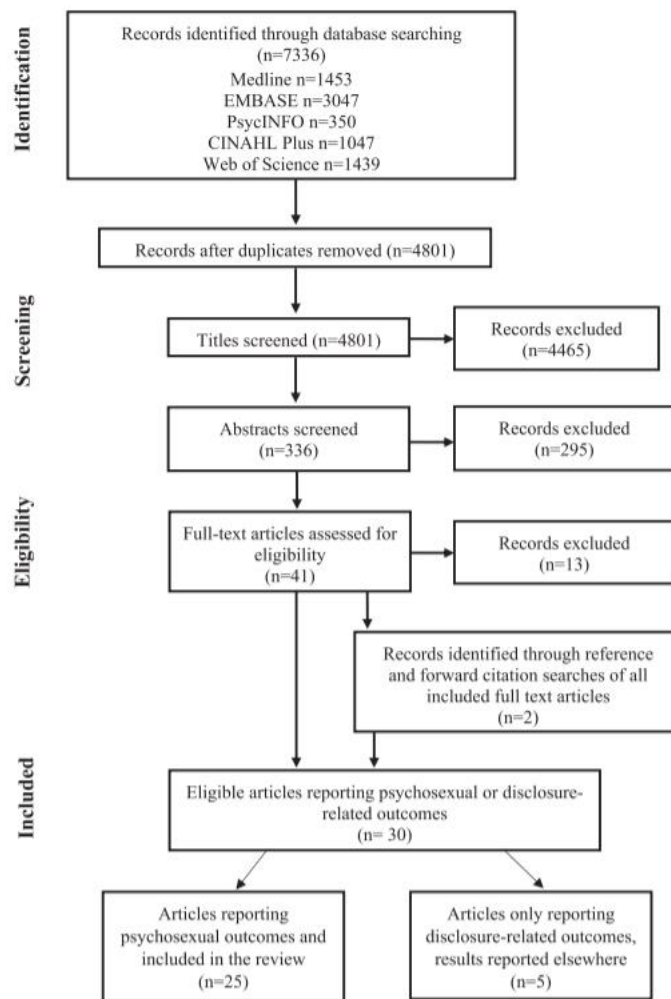 Identification
Records identified through database searching
(n=7336)
Medline n=1453
EMBASE n=3047
PsycINFO n=350
CINAHL Plus n=1047
Web of Science n=1439
Records after duplicates removed (n=4801)
Screening
Titles screened (n=4801)
Records excluded
(n=4465)
Abstracts screened
(n=336)
Records excluded
(n=295)
Eligibility
Full-text articles assessed for
eligibility
(n=41)
Records excluded
(n=13)
Records identified through reference
and forward citation searches of all
included full text articles
(n=2)
Included
Eligible articles reporting psychosexual or disclosure-
related outcomes
(n= 30)
Articles reporting
psychosexual outcomes and
included in the review
(n=25)
Articles only reporting
disclosure-related outcomes,
results reported elsewhere
(n=5)